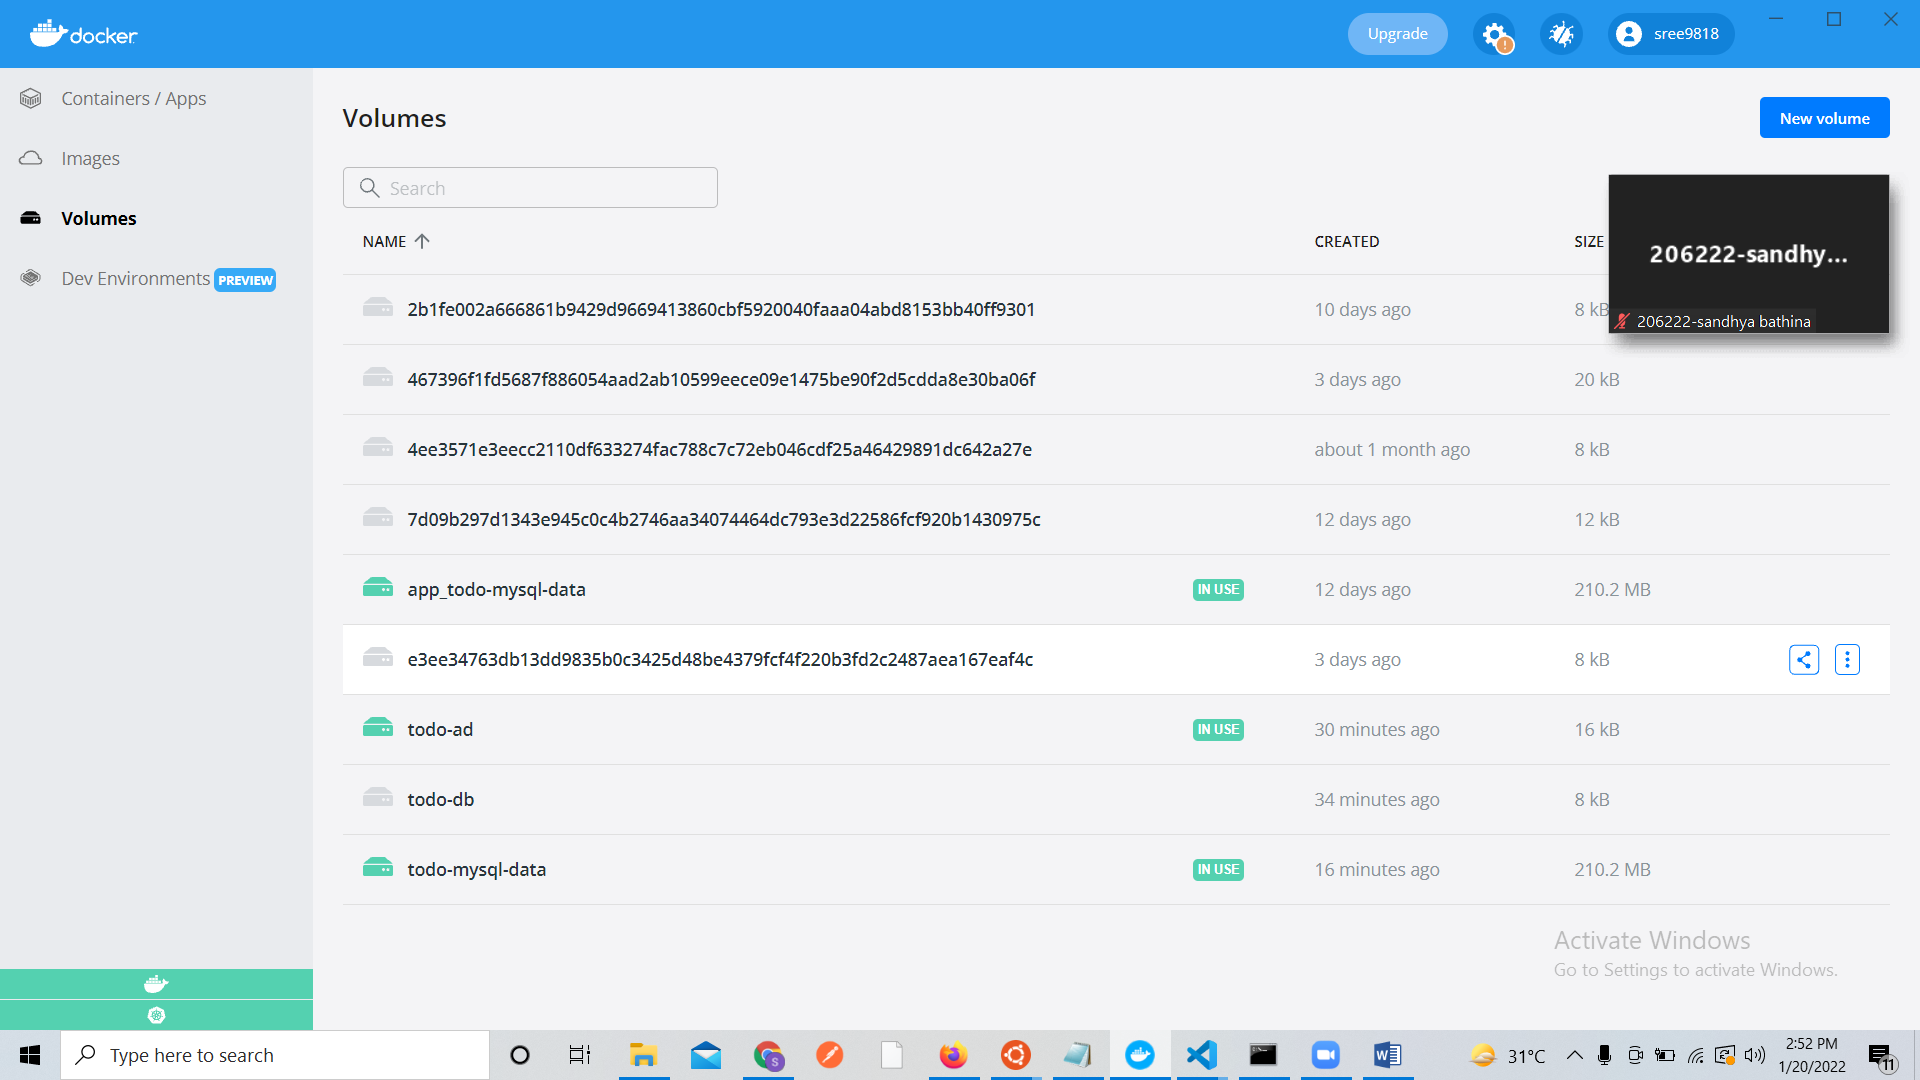 docker
Upgrade
sree9818
Containers / Apps
Images
Volumes
Dev Environments PREVIEW
Volumes
New volume
Search
NAME CREATED SIZE
2b1fe002a666861b9429d9669413860cbf5920040faaa04abd8153bb40ff9301 10 days ago 8 kB
206222-sandhy...
206222-sandhya bathina
467396f1fd5687f886054aad2ab10599eece09e1475be90f2d5cdda8e30ba06f 3 days ago 20 kB
4ee3571e3eecc2110df633274fac788c7c72eb046cdf25a46429891dc642a27e about 1 month ago 8 kB
7d09b297d1343e945c0c4b2746aa34074464dc793e3d22586fcf920b1430975c 12 days ago 12 kB
app_todo-mysql-data IN USE 12 days ago 210.2 MB
e3ee34763db13dd9835b0c3425d48be4379fcf4f220b3fd2c2487aea167eaf4c 3 days ago 8 kB
todo-ad IN USE 30 minutes ago 16 kB
todo-db 34 minutes ago 8 kB
todo-mysql-data IN USE 16 minutes ago 210.2 MB
Activate Windows
Go to Settings to activate Windows.
Type here to search
31°C
2:52 PM
1/20/2022
11